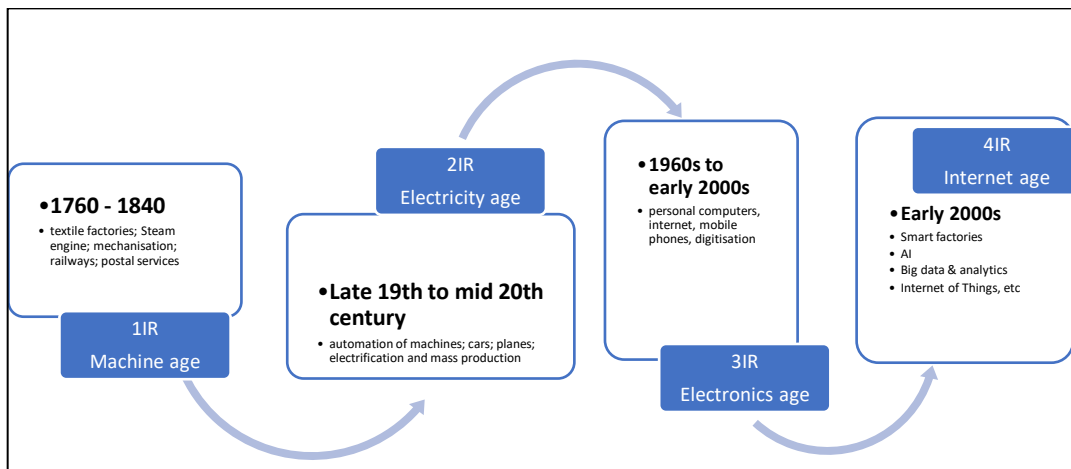 •1760 - 1840
• textile factories; Steam
engine; mechanisation;
railways; postal services
1IR
Machine age
2IR
Electricity age
•Late 19th to mid 20th
century
• automation of machines; cars; planes;
electrification and mass production
•1960s to
early 2000s
• personal computers,
internet, mobile
phones, digitisation
3IR
Electronics age
4IR
Internet age
•Early 2000s
• Smart factories
• AI
• Big data & analytics
• Internet of Things, etc